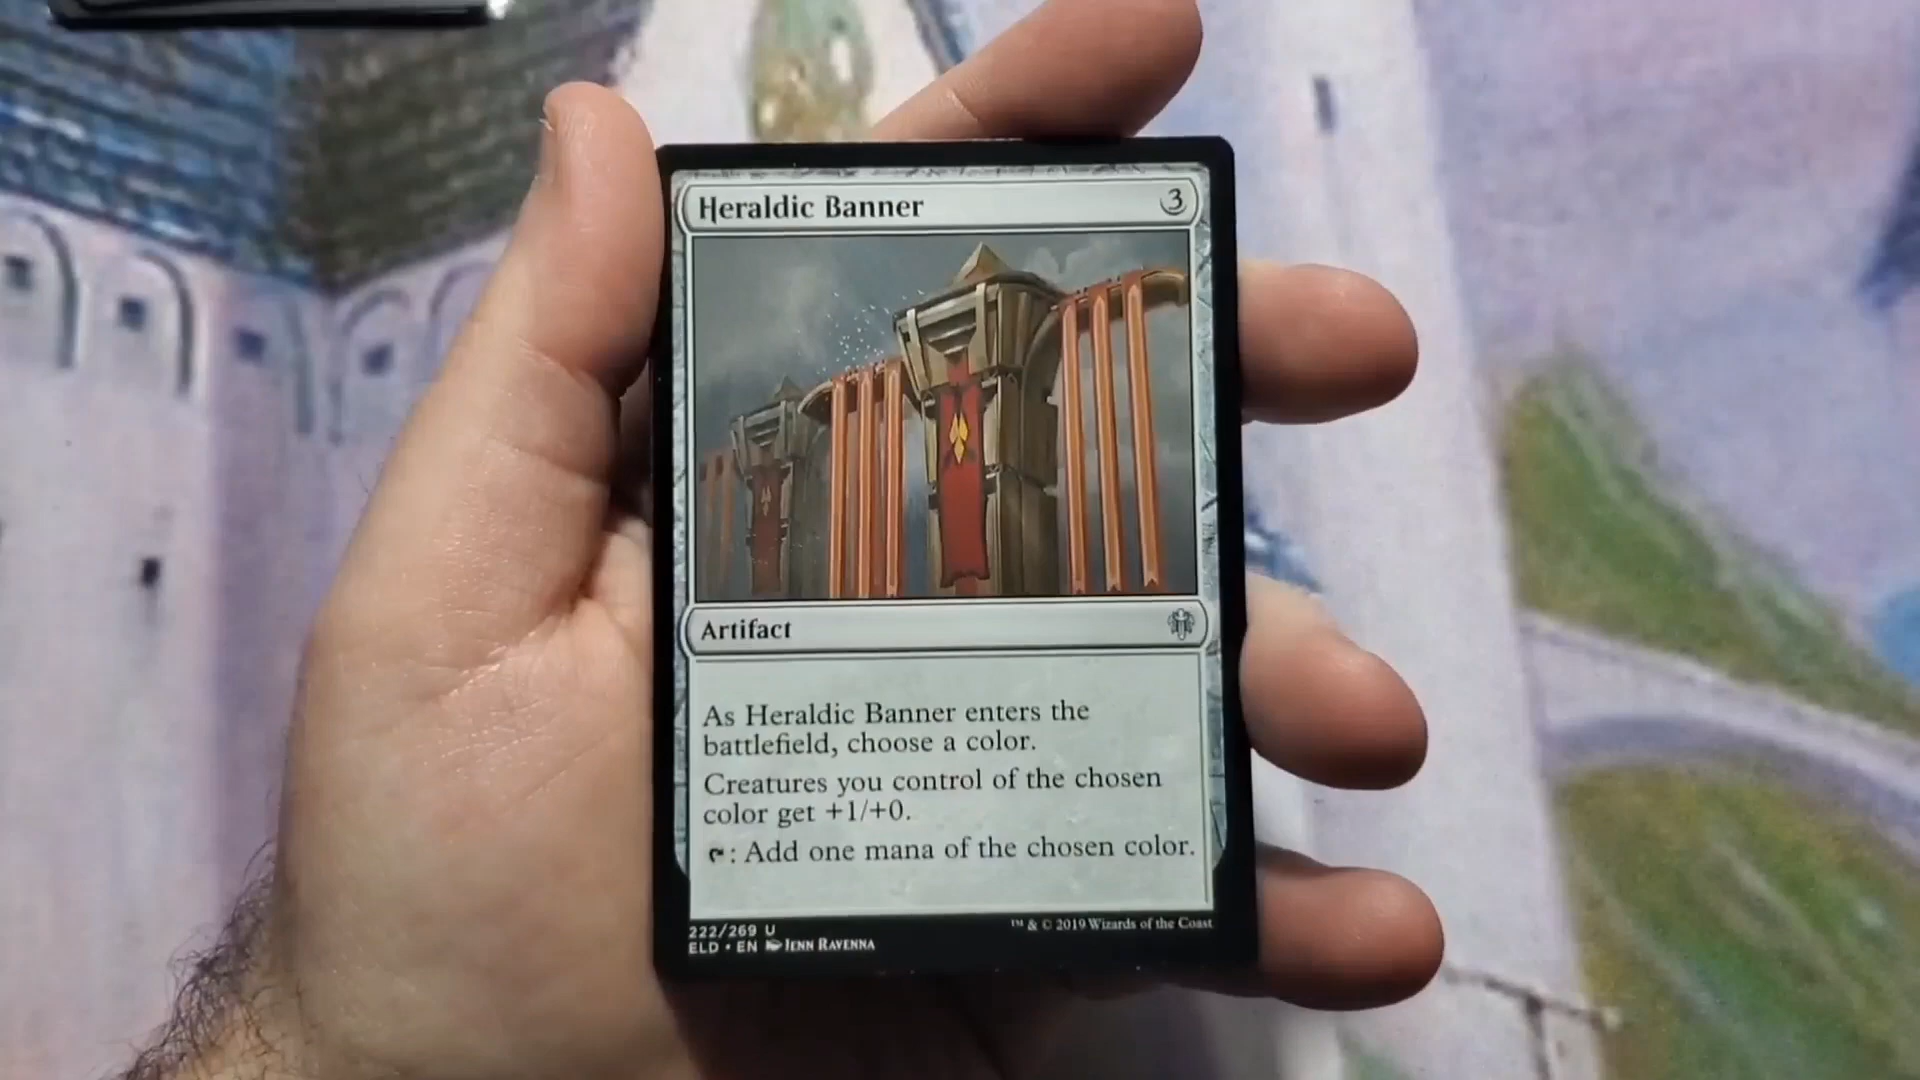 Heraldic Banner 3
Artifact
As Heraldic Banner enters the
battlefield, choose a color.
Creatures you control of the chosen
color get +1/+0.
: Add one mana of the chosen color.
222/269 U
ELD • EN Jenn Ravenna
™ & © 2019 Wizards of the Coast